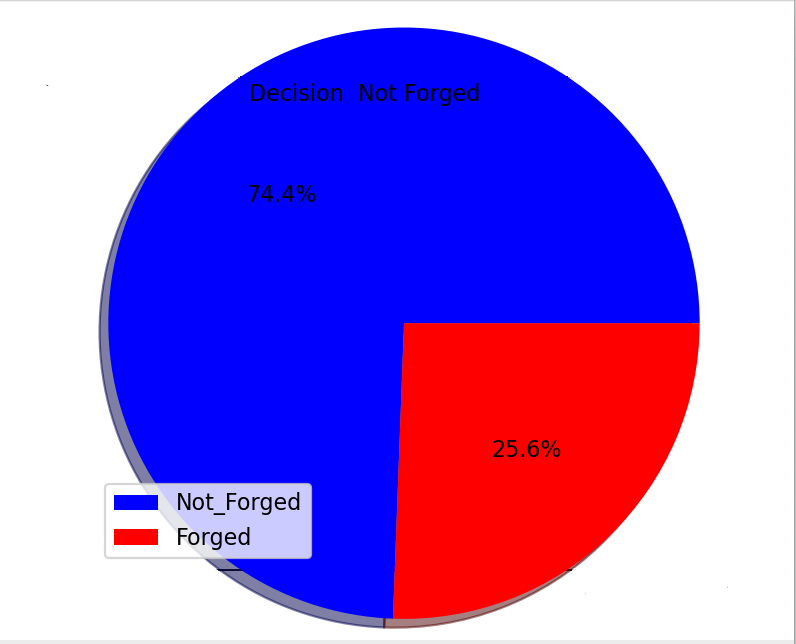 Decision  Not Forged
74.4%
25.6%
Not_Forged
Forged